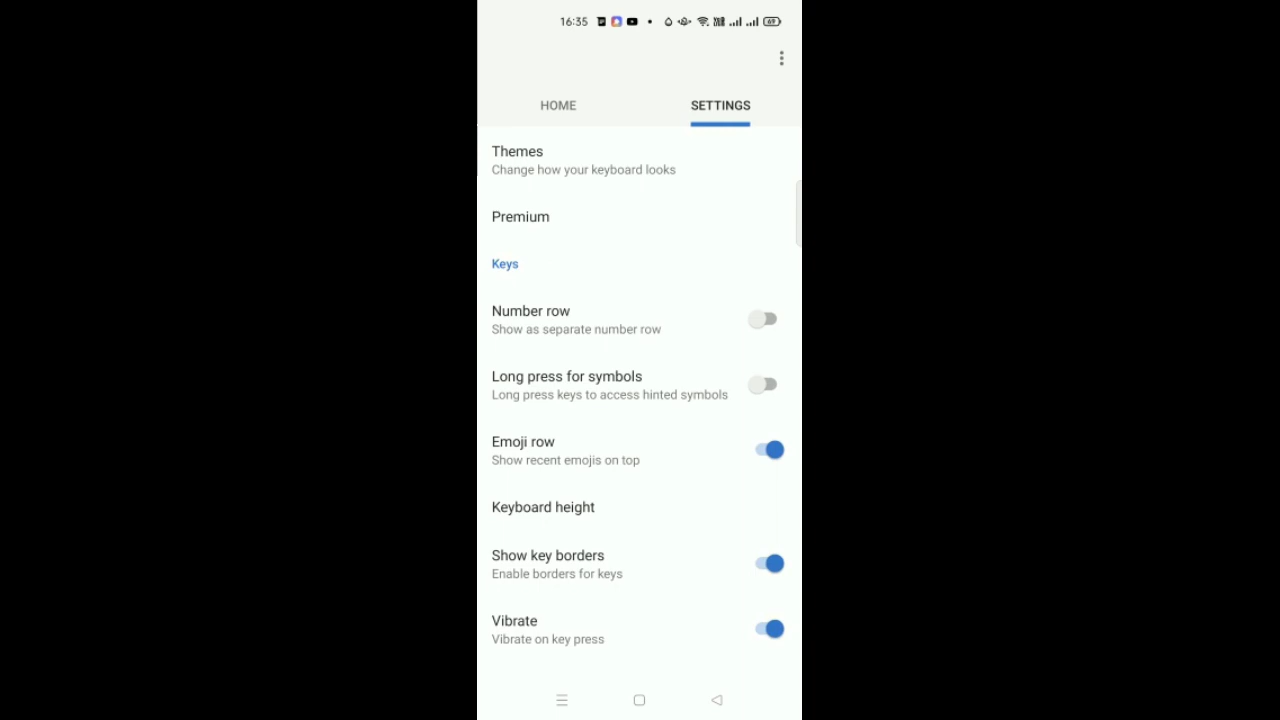 16:35 69
HOME SETTINGS
Themes
Change how your keyboard looks
Premium
Keys
Number row
Show as separate number row
Long press for symbols
Long press keys to access hinted symbols
Emoji row
Show recent emojis on top
Keyboard height
Show key borders
Enable borders for keys
Vibrate
Vibrate on key press